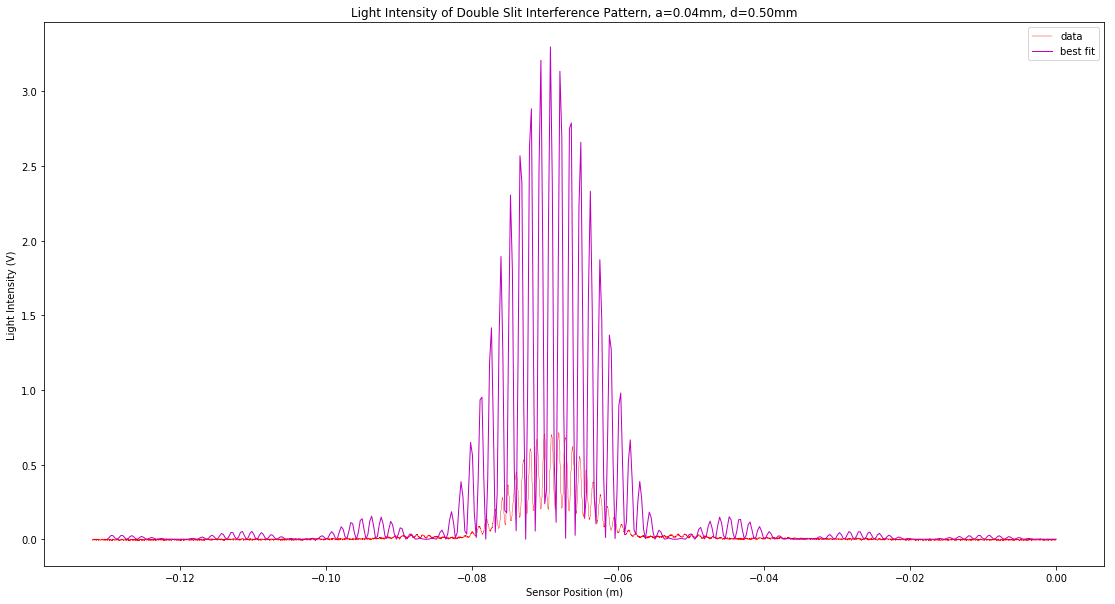 Light Intensity of Double Slit Interference Pattern, a=0.04mm, d=0.50mm
data
best fit
Light Intensity (V)
3.0
2.5
2.0
1.5
1.0
0.5
0.0
−0.12
−0.10
−0.08
−0.06
−0.04
−0.02
0.00
Sensor Position (m)